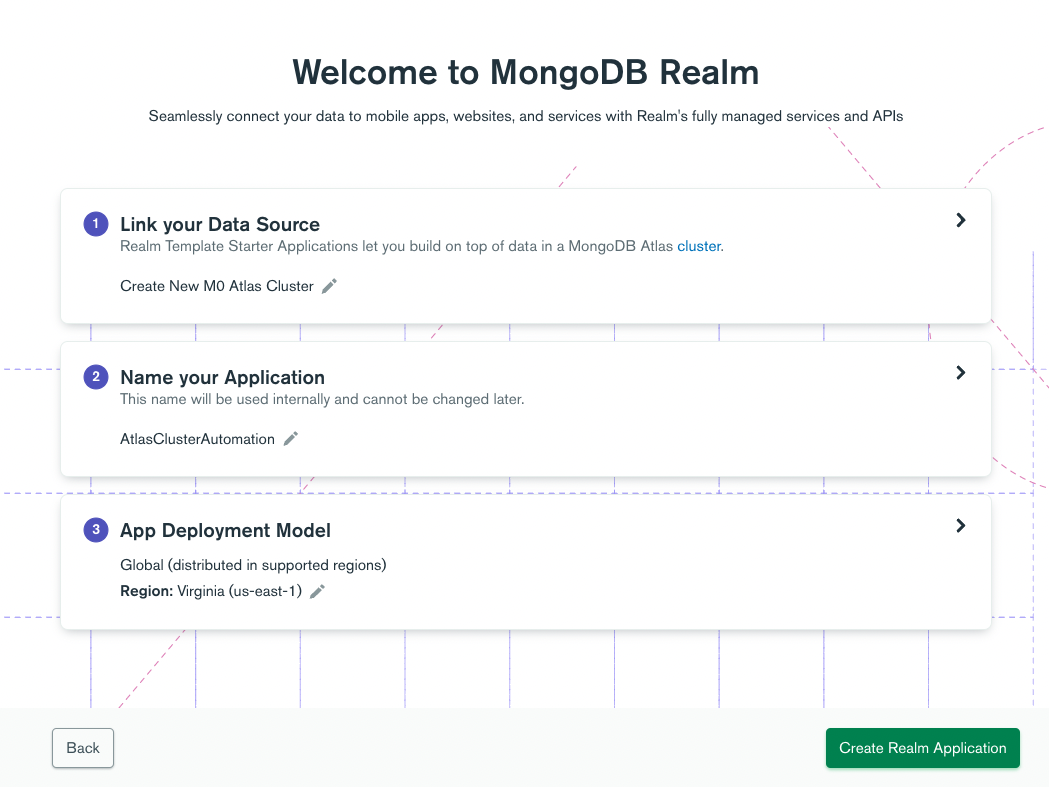 Welcome to MongoDB Realm
Seamlessly connect your data to mobile apps, websites, and services with Realm's fully managed services and APIs
1 Link your Data Source
Realm Template Starter Applications let you build on top of data in a MongoDB Atlas cluster.
Create New M0 Atlas Cluster
2 Name your Application
This name will be used internally and cannot be changed later.
AtlasClusterAutomation
3 App Deployment Model
Global (distributed in supported regions)
Region: Virginia (us-east-1)
Back
Create Realm Application